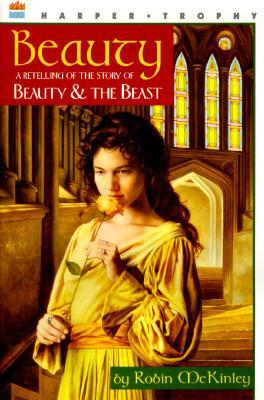 HARPER • TROPHY
Beauty
A RETELLING OF THE STORY OF
BEAUTY & THE BEAST
by Robin McKinley